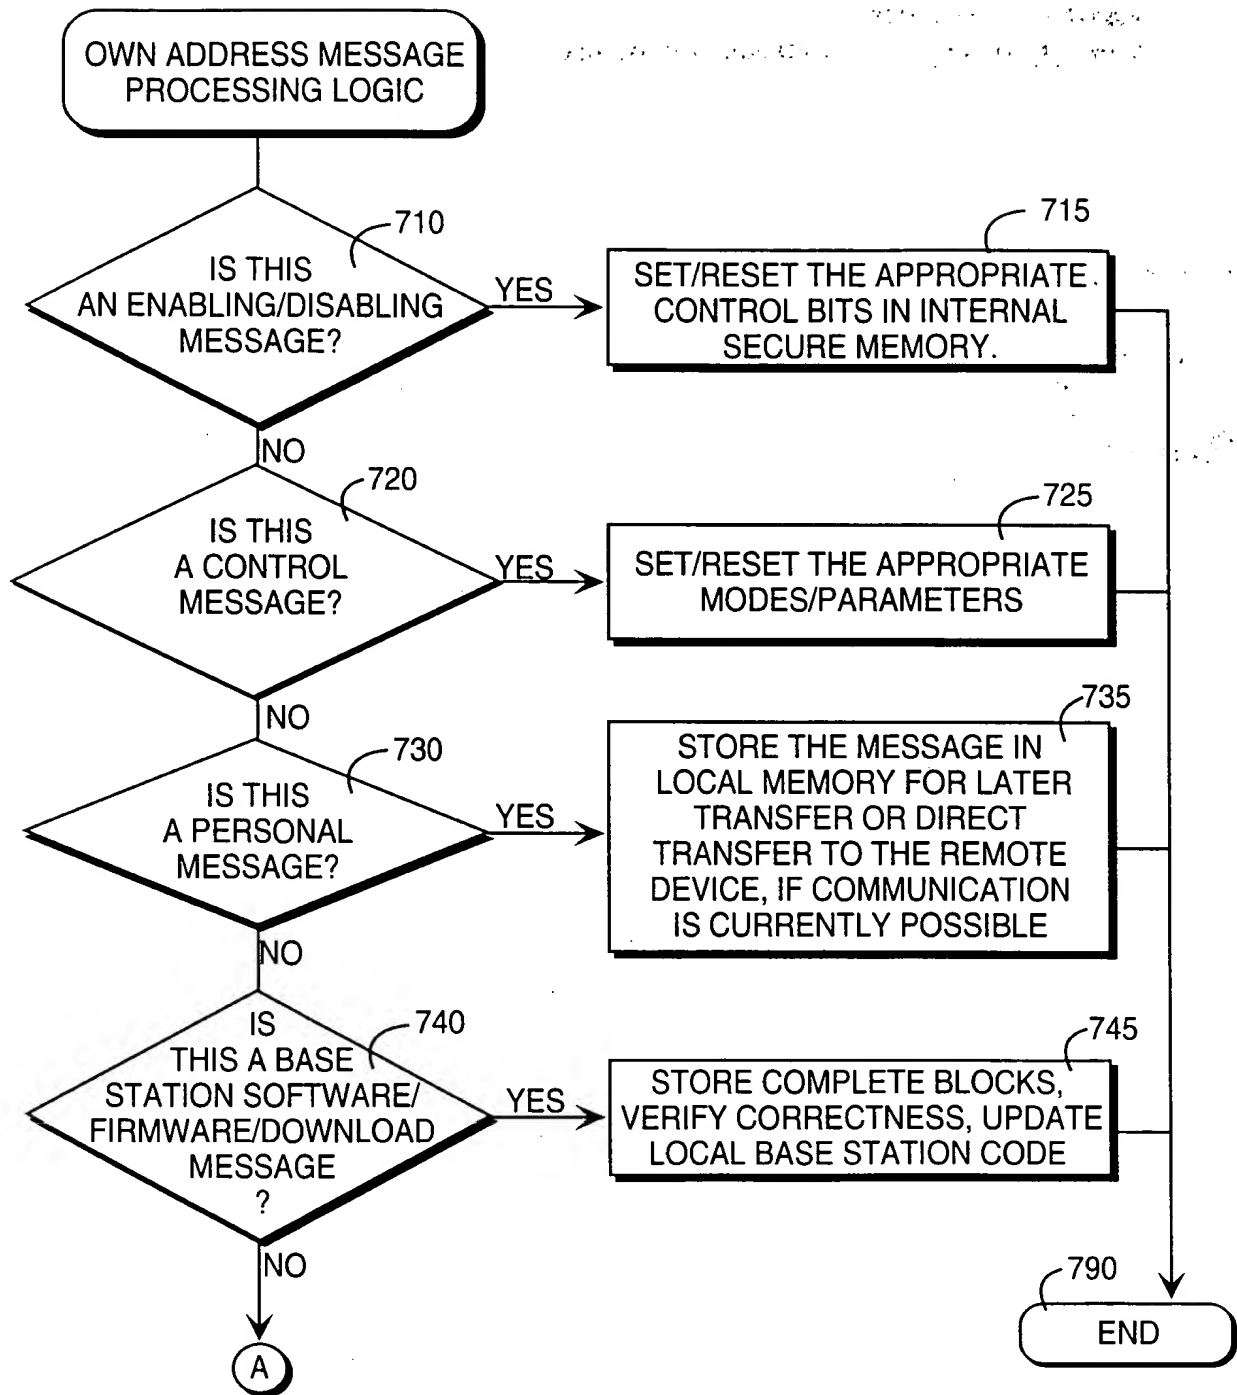 OWN ADDRESS MESSAGE
PROCESSING LOGIC
710
IS THIS
AN ENABLING/DISABLING
MESSAGE?
YES
715
SET/RESET THE APPROPRIATE
CONTROL BITS IN INTERNAL
SECURE MEMORY.
NO
720
IS THIS
A CONTROL
MESSAGE?
YES
725
SET/RESET THE APPROPRIATE
MODES/PARAMETERS
NO
730
IS THIS
A PERSONAL
MESSAGE?
YES
735
STORE THE MESSAGE IN
LOCAL MEMORY FOR LATER
TRANSFER OR DIRECT
TRANSFER TO THE REMOTE
DEVICE, IF COMMUNICATION
IS CURRENTLY POSSIBLE
NO
740
IS
THIS A BASE
STATION SOFTWARE/
FIRMWARE/DOWNLOAD
MESSAGE
?
YES
745
STORE COMPLETE BLOCKS,
VERIFY CORRECTNESS, UPDATE
LOCAL BASE STATION CODE
NO
A
790
END